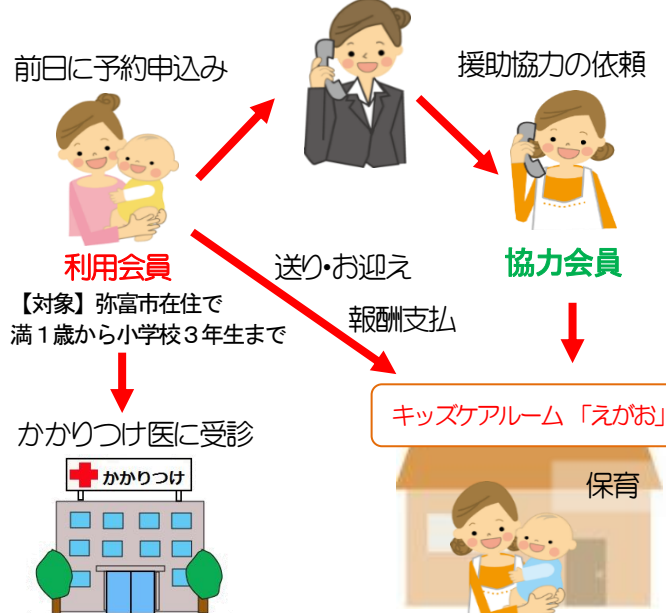 前日に予約申込み
援助協力の依頼
利用会員
【対象】弥富市在住で
満1歳から小学校3年生まで
送り・お迎え
報酬支払
協力会員
かかりつけ医に受診
かかりつけ
キッズケアルーム 「えがお」
保育